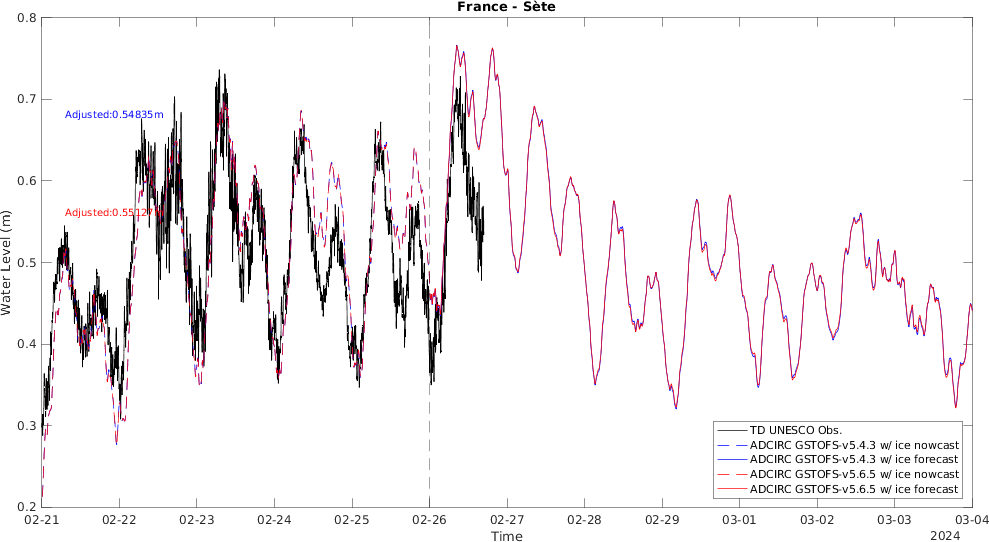 France - Sète
0.8
0.7
0.6
0.5
0.4
0.3
0.2
Water Level (m)
Adjusted:0.54835m
Adjusted:0.55127m
TD UNESCO Obs.
ADCIRC GSTOFS-v5.4.3 w/ ice nowcast
ADCIRC GSTOFS-v5.4.3 w/ ice forecast
ADCIRC GSTOFS-v5.6.5 w/ ice nowcast
ADCIRC GSTOFS-v5.6.5 w/ ice forecast
02-21 02-22 02-23 02-24 02-25 02-26 02-27 02-28 02-29 03-01 03-02 03-03 03-04
Time
2024